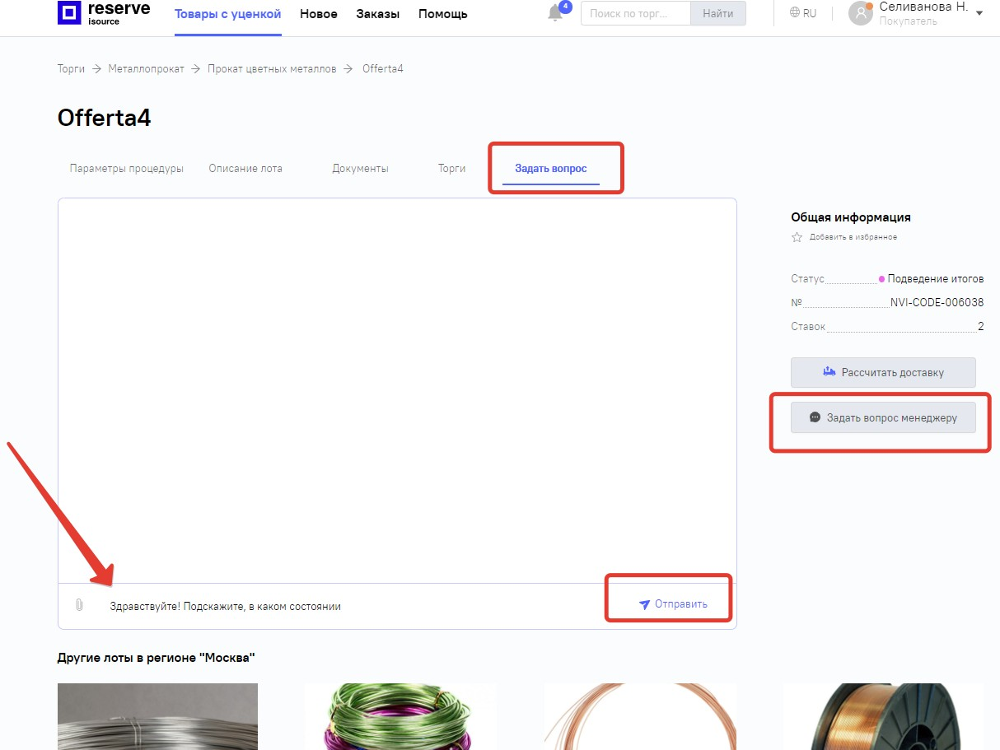 reserve
isource
Товары с уценкой
Новое
Заказы
Помощь
4
Поиск по торг...
Найти
RU
Селиванова Н.
Покупатель
Торги
Металлопрокат
Прокат цветных металлов
Offerta4
Offerta4
Параметры процедуры
Описание лота
Документы
Торги
Задать вопрос
Общая информация
Добавить в избранное
Статус
Подведение итогов
№
NVI-CODE-006038
Ставок
2
Рассчитать доставку
Задать вопрос менеджеру
Здравствуйте! Подскажите, в каком состоянии
Отправить
Другие лоты в регионе "Москва"